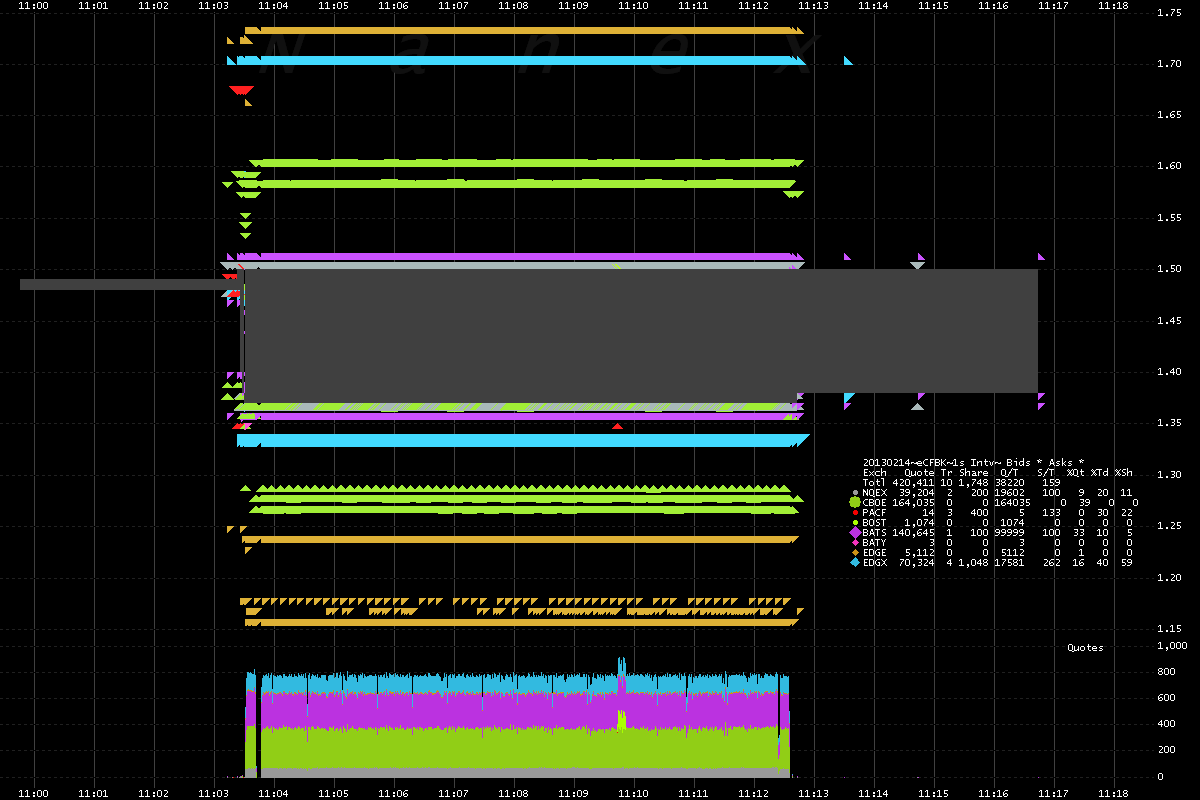 11:00 11:01 11:02 11:03 11:04 11:05 11:06 11:07 11:08 11:09 11:10 11:11 11:12 11:13 11:14 11:15 11:16 11:17 11:18
1.75
N a n e x
1.70
1.65
1.60
1.55
1.50
1.45
1.40
1.35
20130214~eCFBK~1s Intv~ Bids * Asks *
Exch Quote Tr Share Q/T S/T %Qt %Td %Sh
Totl 420,411 10 1,748 38220 159
1.30
NQEX 39,204 2 200 19602 100 9 20 11
CBOE 164,035 0 0 164035 0 39 0 0
PACF 14 3 400 5 133 0 30 22
BOST 1,074 0 0 1074 0 0 0 0
1.25
BATS 140,645 1 100 99999 100 33 10 5
BATY 3 0 0 3 0 0 0 0
EDGE 5,112 0 0 5112 0 1 0 0
EDGX 70,324 4 1,048 17581 262 16 40 59
1.20
1.15
Quotes 1,000
800
600
400
200
0
11:00 11:01 11:02 11:03 11:04 11:05 11:06 11:07 11:08 11:09 11:10 11:11 11:12 11:13 11:14 11:15 11:16 11:17 11:18